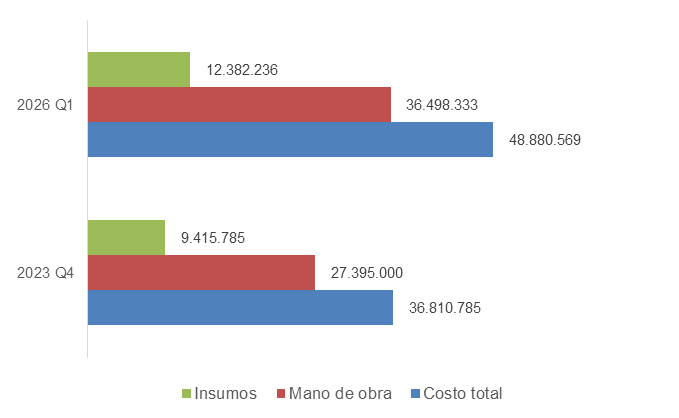 12.382.236
2026 Q1
36.498.333
48.880.569
9.415.785
2023 Q4
27.395.000
36.810.785
Insumos Mano de obra Costo total